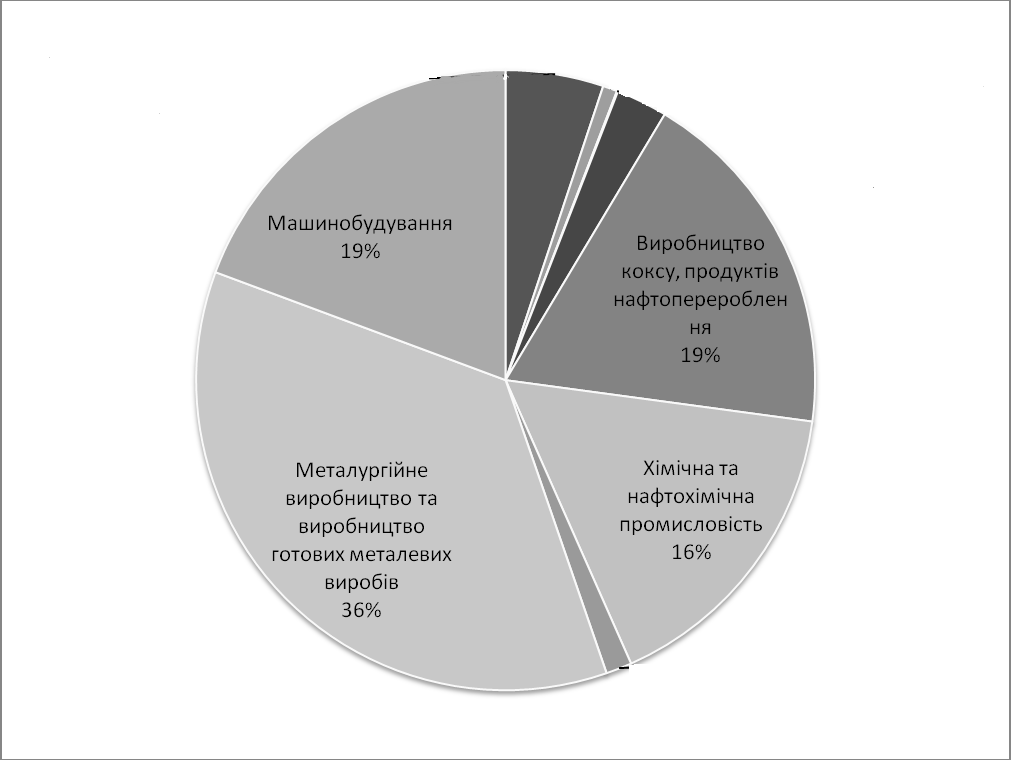 Машинобудування
19%
Виробництво
коксу, продуктів
нафтопереробleн
ня
19%
Металургійне
виробництво та
виробництво
готових металевих
виробів
36%
Хімічна та
нафтохімічна
промисловість
16%